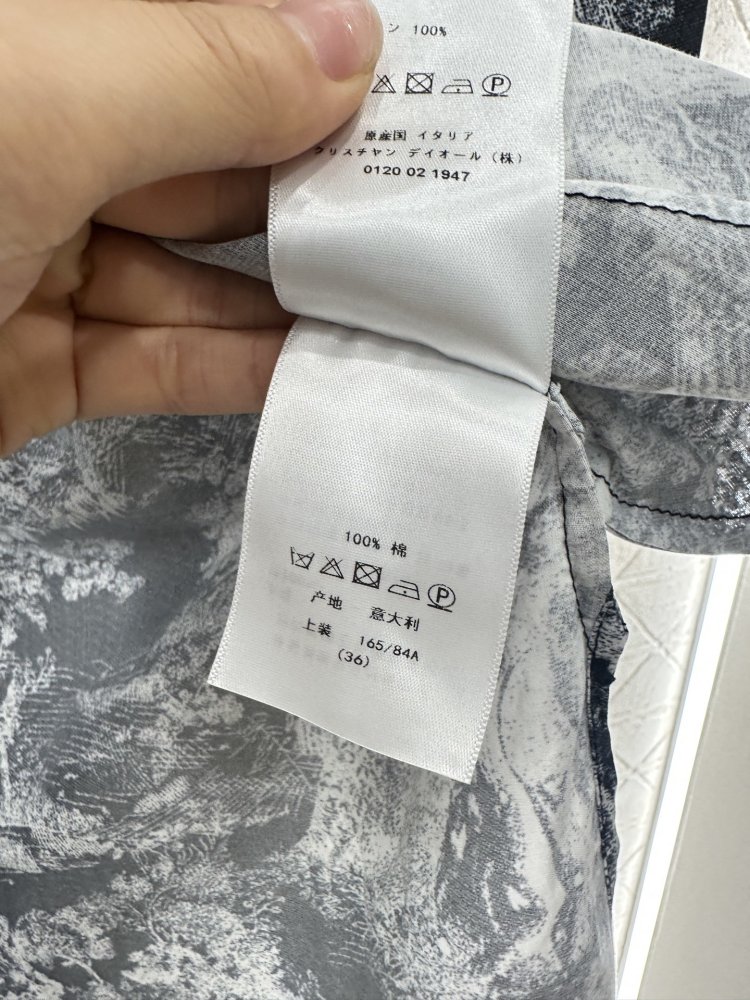 ン 100%
P
原産国 イタリア
クリスチャン デイオール (株)
0120 02 1947
100% 棉
P
产地 意大利
上装 165/84A
(36)